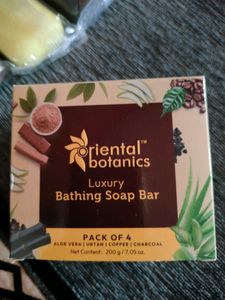 oriental™
botanics
Luxury
Bathing Soap Bar
PACK OF 4
ALOE VERA | UBTAN | COFFEE | CHARCOAL
Net Content: 200 g / 7.05 oz.